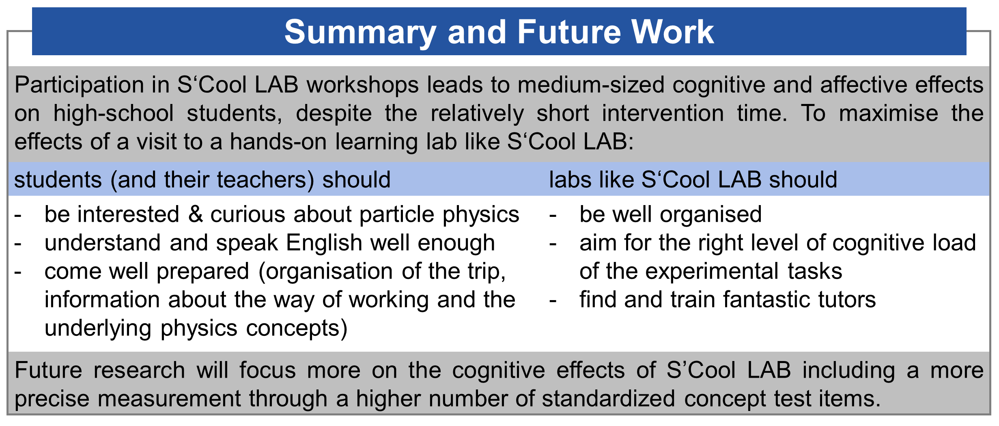 Summary and Future Work
Participation in S‘Cool LAB workshops leads to medium-sized cognitive and affective effects
on high-school students, despite the relatively short intervention time. To maximise the
effects of a visit to a hands-on learning lab like S‘Cool LAB:
students (and their teachers) should
- be interested & curious about particle physics
- understand and speak English well enough
- come well prepared (organisation of the trip,
information about the way of working and the
underlying physics concepts)
labs like S‘Cool LAB should
- be well organised
- aim for the right level of cognitive load
of the experimental tasks
- find and train fantastic tutors
Future research will focus more on the cognitive effects of S’Cool LAB including a more
precise measurement through a higher number of standardized concept test items.